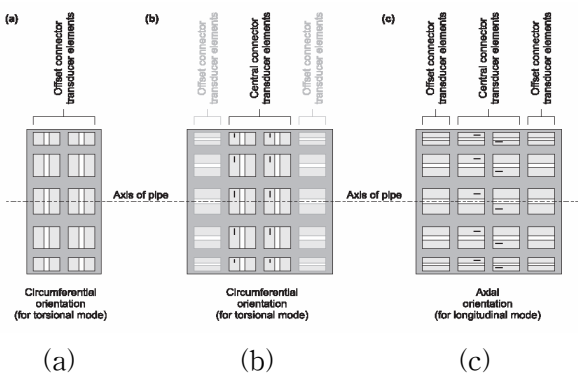 (a)
Offset connector
transducer elements
Circumferential
orientation
(for torsional mode)
Axis of pipe
(b)
Offset connector
transducer elements
Central connector
transducer elements
Offset connector
transducer elements
Circumferential
orientation
(for torsional mode)
Axis of pipe
(c)
Offset connector
transducer elements
Central connector
transducer elements
Offset connector
transducer elements
Axial
orientation
(for longitudinal mode)
(a)
(b)
(c)